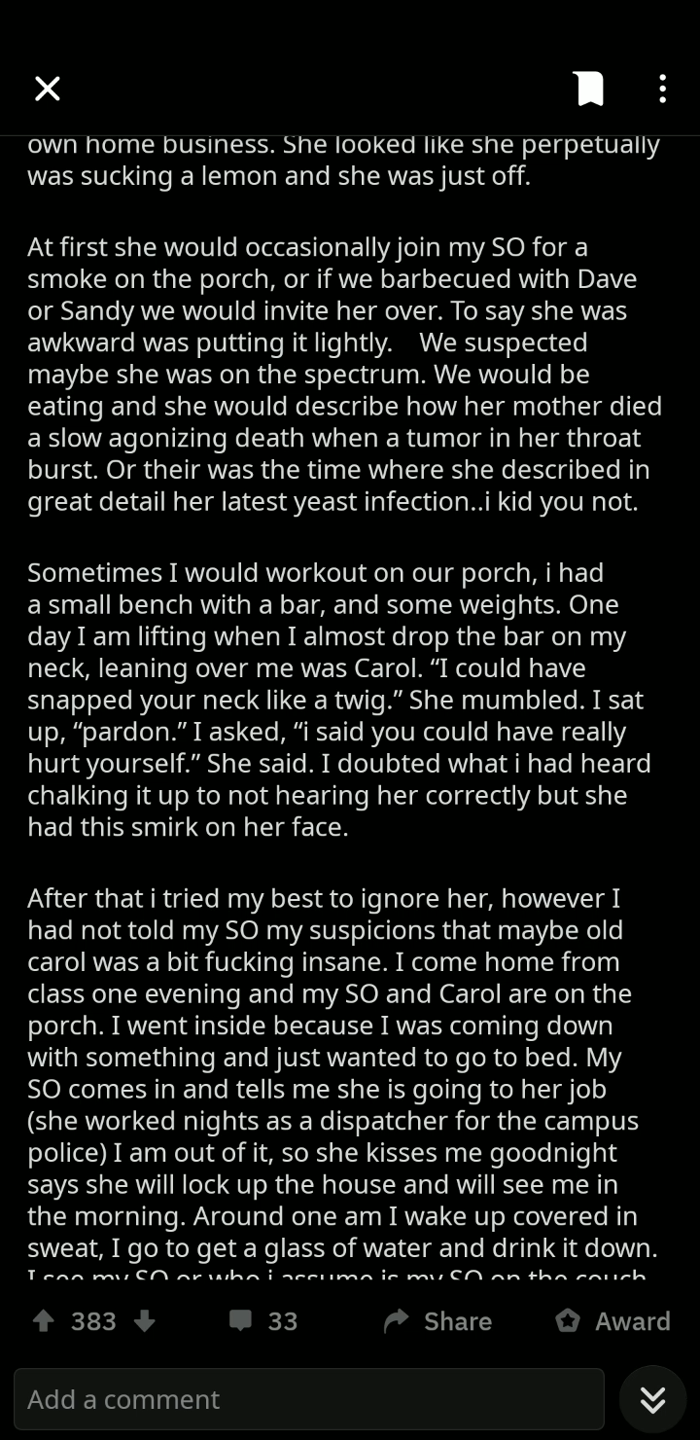 own home business. She looked like she perpetually
was sucking a lemon and she was just off.
At first she would occasionally join my SO for a
smoke on the porch, or if we barbecued with Dave
or Sandy we would invite her over. To say she was
awkward was putting it lightly.    We suspected
maybe she was on the spectrum. We would be
eating and she would describe how her mother died
a slow agonizing death when a tumor in her throat
burst. Or their was the time where she described in
great detail her latest yeast infection..i kid you not.
Sometimes I would workout on our porch, i had
a small bench with a bar, and some weights. One
day I am lifting when I almost drop the bar on my
neck, leaning over me was Carol. “I could have
snapped your neck like a twig.” She mumbled. I sat
up, “pardon.” I asked, “i said you could have really
hurt yourself.” She said. I doubted what i had heard
chalking it up to not hearing her correctly but she
had this smirk on her face.
After that i tried my best to ignore her, however I
had not told my SO my suspicions that maybe old
carol was a bit fucking insane. I come home from
class one evening and my SO and Carol are on the
porch. I went inside because I was coming down
with something and just wanted to go to bed. My
SO comes in and tells me she is going to her job
(she worked nights as a dispatcher for the campus
police) I am out of it, so she kisses me goodnight
says she will lock up the house and will see me in
the morning. Around one am I wake up covered in
sweat, I go to get a glass of water and drink it down.
I see my SO or who i assume is my SO on the couch
383
33
Share
Award
Add a comment